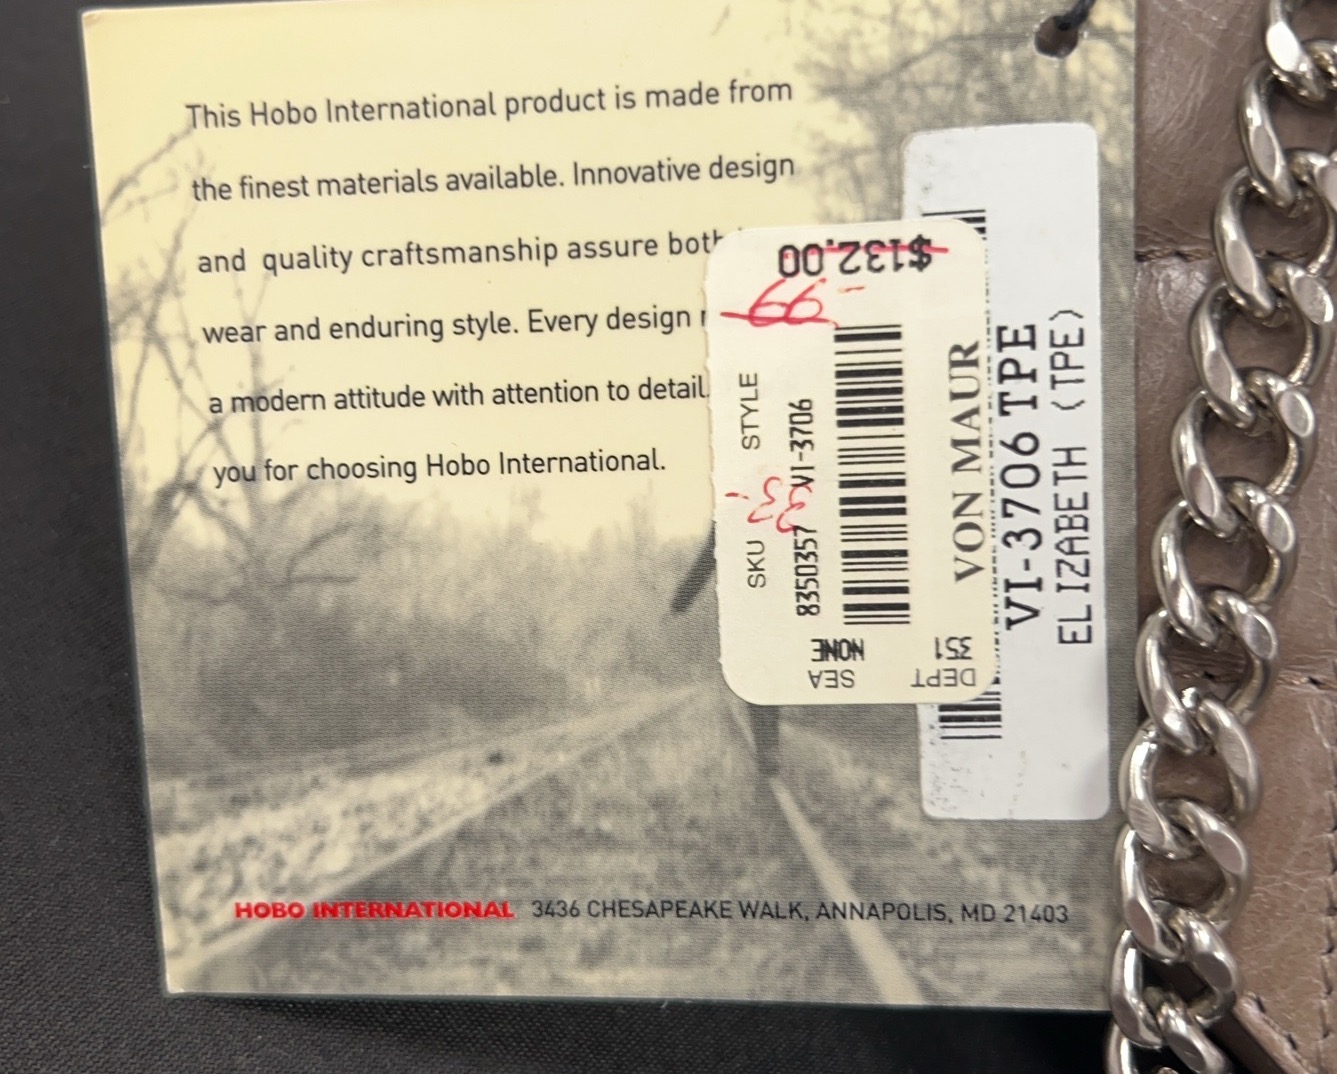 This Hobo International product is made from
the finest materials available. Innovative design
and quality craftsmanship assure both
wear and enduring style. Every design
a modern attitude with attention to detail.
you for choosing Hobo International.
$132.00
99
STYLE
VI-3706
SKU
8350357
VON MAUR
SEA
NONE
DEPT
351
VI-3706 TPE
ELIZABETH (TPE)
HOBO INTERNATIONAL 3436 CHESAPEAKE WALK, ANNAPOLIS, MD 21403